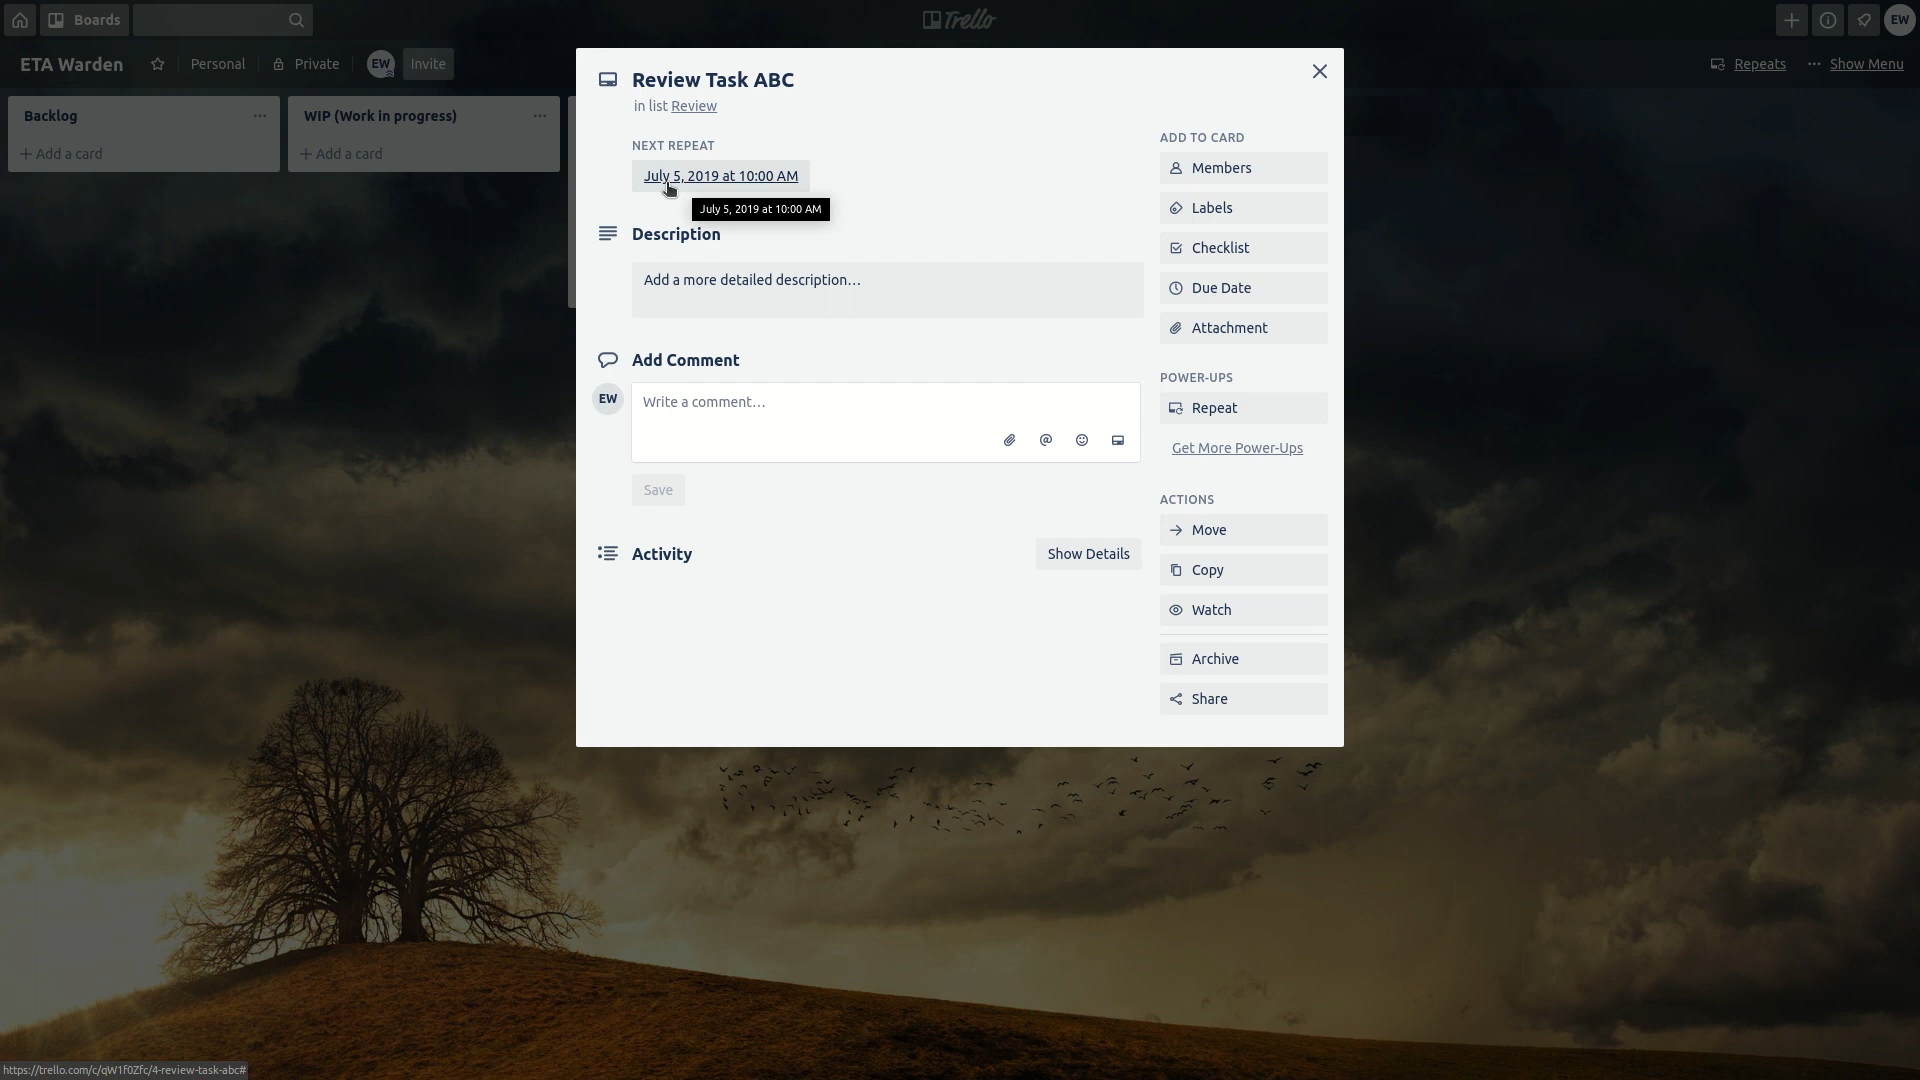 Boards
Trello
EW
ETA Warden
Personal
Private
EW
Invite
Repeats
Show Menu
Backlog
+ Add a card
WIP (Work in progress)
+ Add a card
Review Task ABC
in list Review
NEXT REPEAT
July 5, 2019 at 10:00 AM
July 5, 2019 at 10:00 AM
Description
Add a more detailed description…
Add Comment
EW
Write a comment…
Save
Activity
Show Details
ADD TO CARD
Members
Labels
Checklist
Due Date
Attachment
POWER-UPS
Repeat
Get More Power-Ups
ACTIONS
Move
Copy
Watch
Archive
Share
https://trello.com/c/qW1f0Zfc/4-review-task-abc#